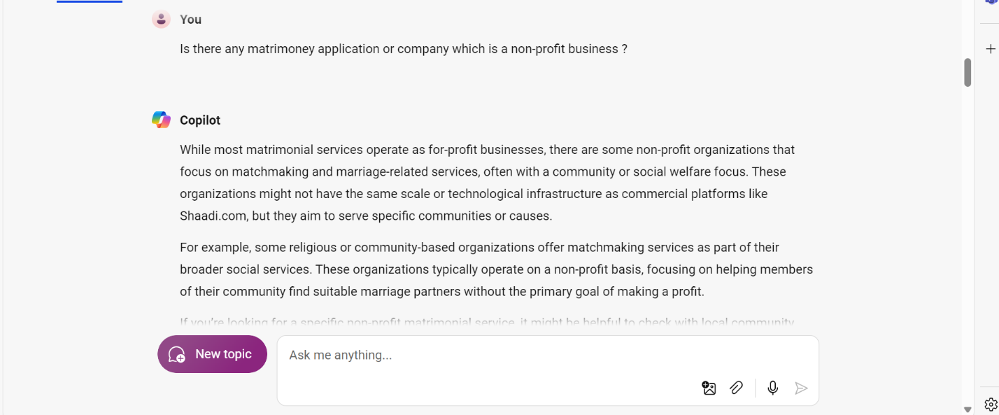 You
Is there any matrimoney application or company which is a non-profit business ?
Copilot
While most matrimonial services operate as for-profit businesses, there are some non-profit organizations that
focus on matchmaking and marriage-related services, often with a community or social welfare focus. These
organizations might not have the same scale or technological infrastructure as commercial platforms like
Shaadi.com, but they aim to serve specific communities or causes.
For example, some religious or community-based organizations offer matchmaking services as part of their
broader social services. These organizations typically operate on a non-profit basis, focusing on helping members
of their community find suitable marriage partners without the primary goal of making a profit.
If you're looking for a specific non-profit matrimonial service, it might be helpful to check with local community
New topic
Ask me anything...